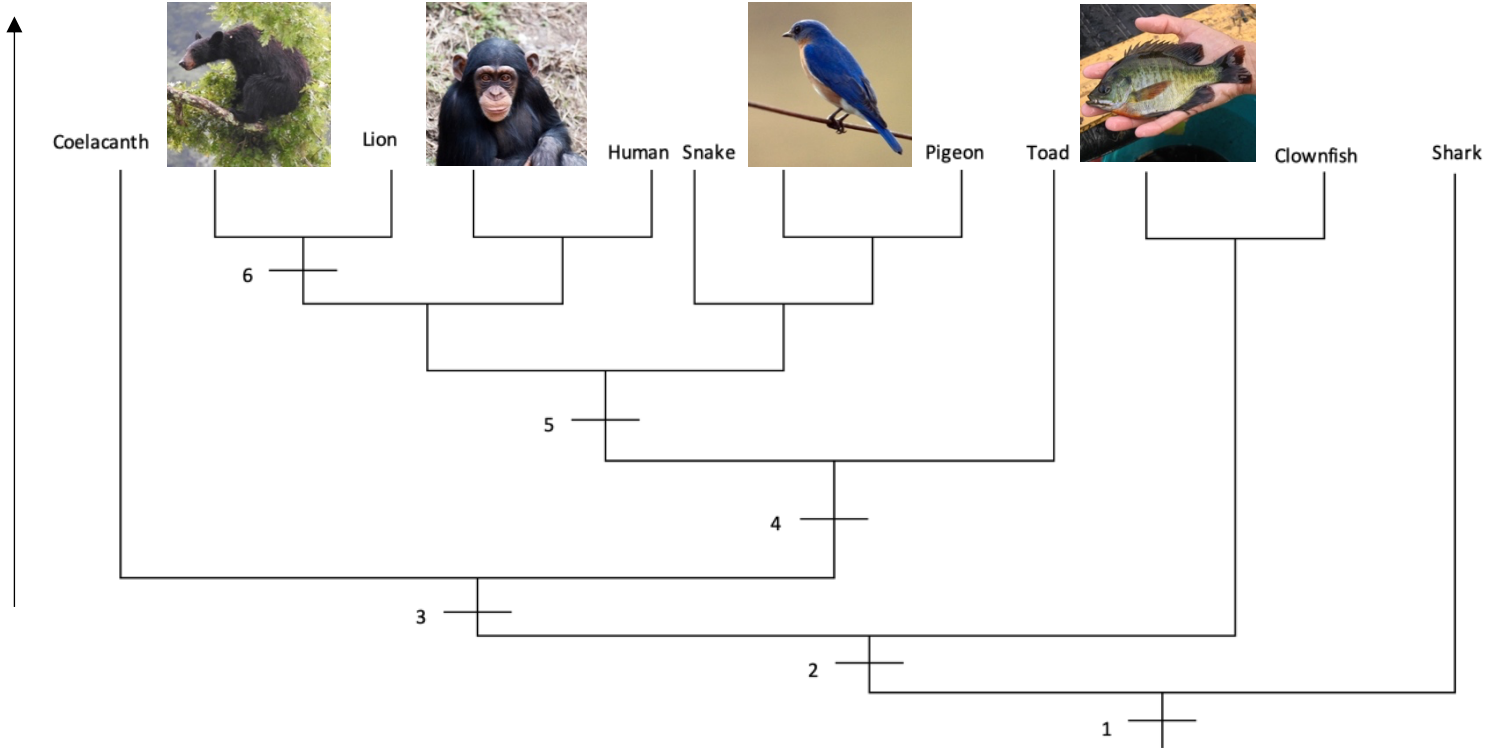 Coelacanth
Lion
Human
Snake
Pigeon
Toad
Clownfish
Shark
6
5
4
3
2
1